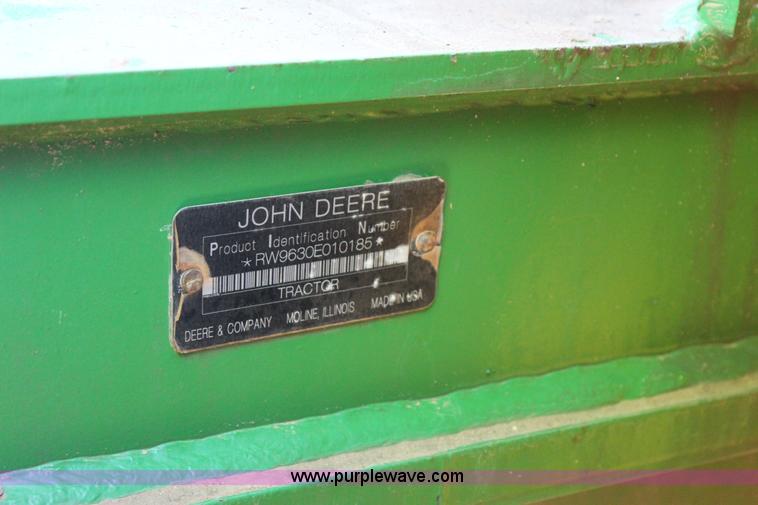 JOHN DEERE
Product Identification Number
*RW9630E010185*
TRACTOR
DEERE & COMPANY MOLINE, ILLINOIS MADE IN USA
www.purplewave.com